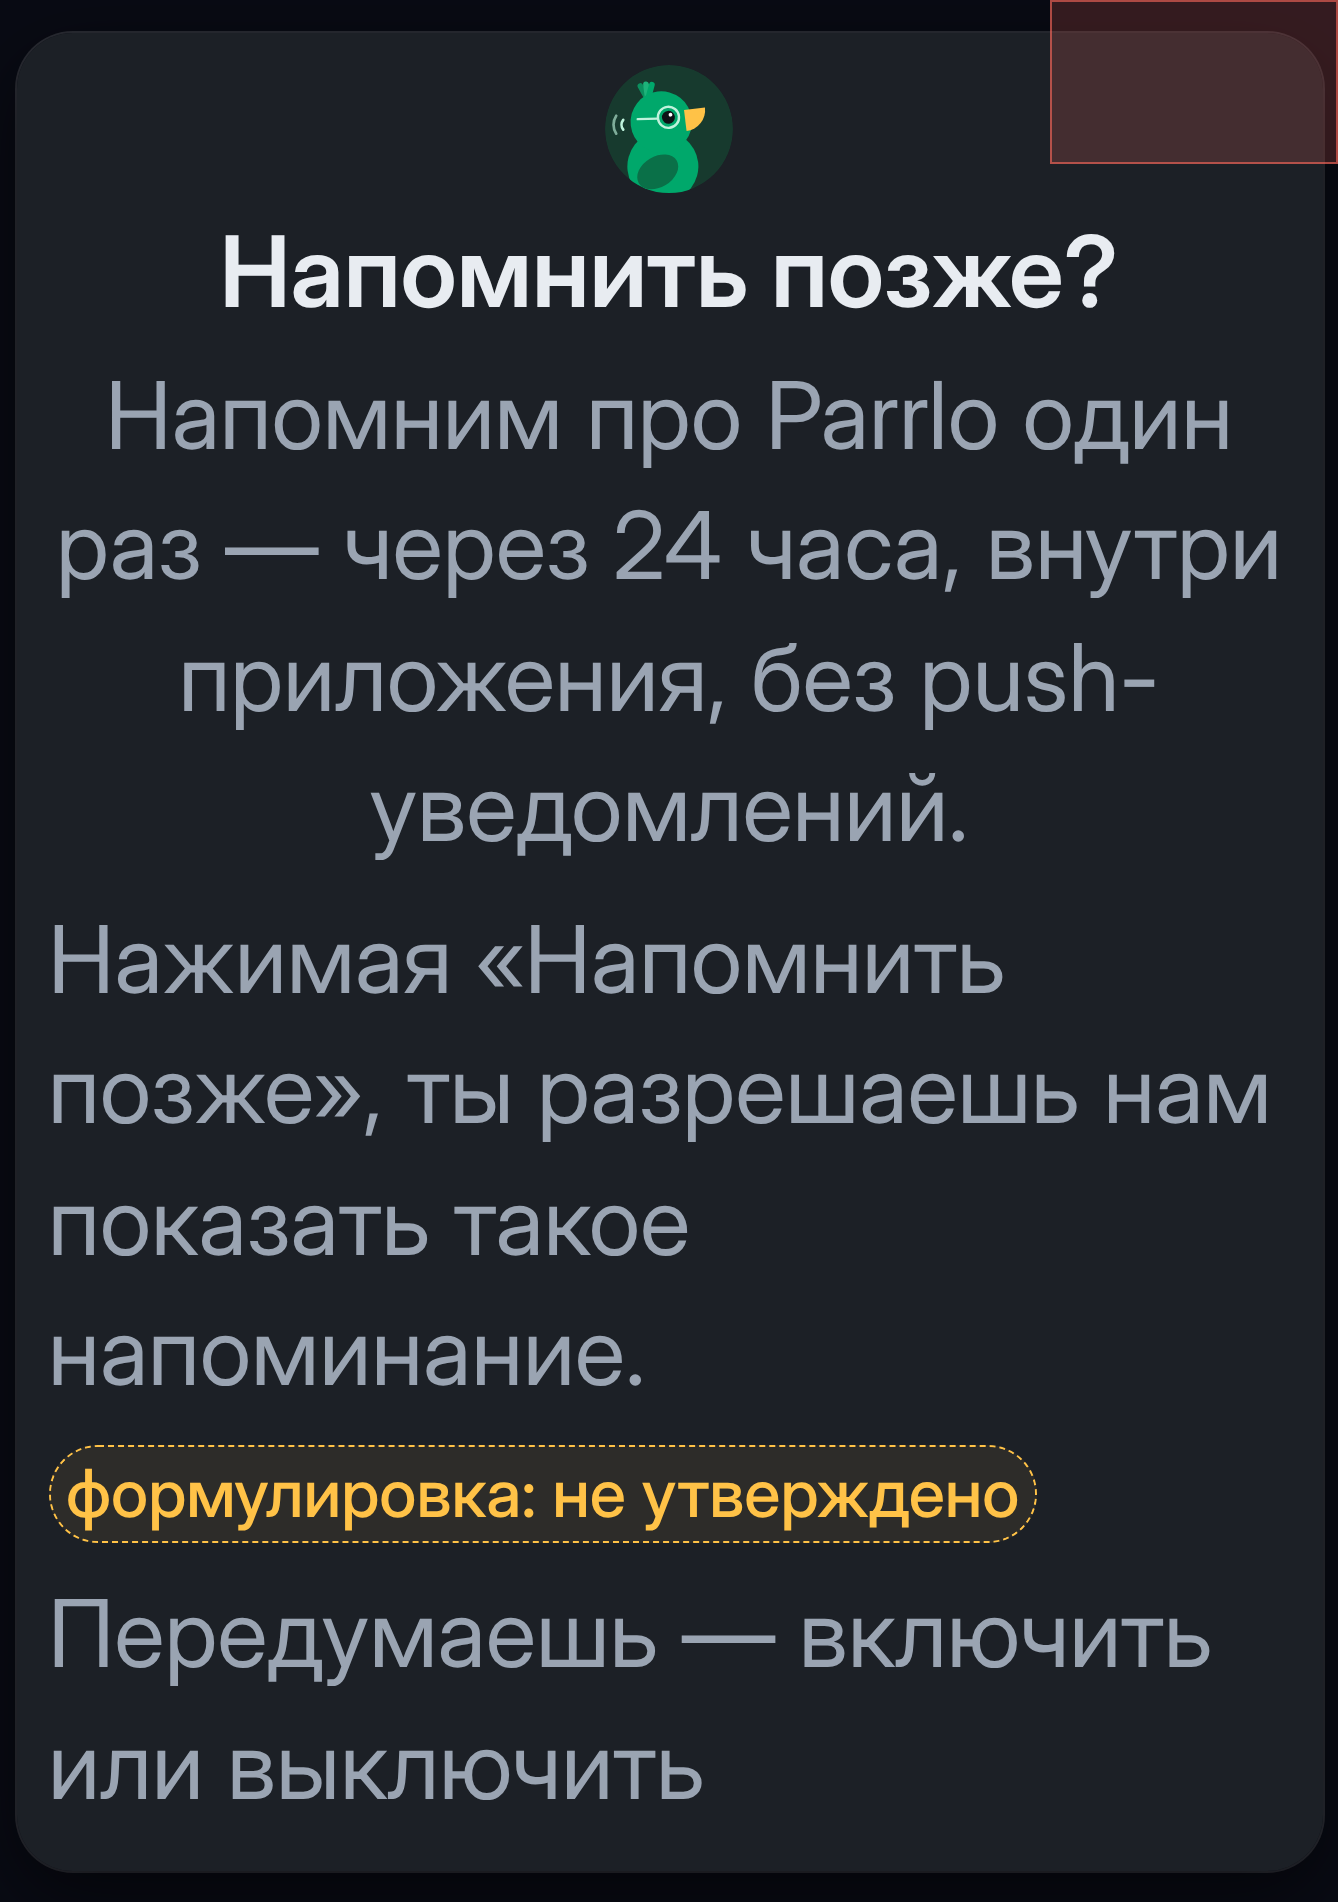 Напомнить позже?
Напомним про Parrlo один
раз — через 24 часа, внутри
приложения, без push-
уведомлений.
Нажимая «Напомнить
позже», ты разрешаешь нам
показать такое
напоминание.
формулировка: не утверждено
Передумаешь — включить
или выключить